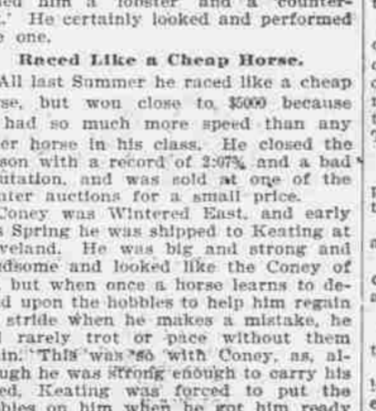 him a lobster and a counter-
He certainly looked and performed
one.
Raced Like a Cheap Horse.
All last Summer he raced like a cheap
se, but won close to $5000 because
had so much more speed than any
er horse in his class. He closed the
son with a record of 2:07¾ and a bad
utation, and was sold at one of the
nter auctions for a small price.
Coney was Wintered East, and early
s Spring he was shipped to Keating at
eveland. He was big and strong and
ndsome and looked like the Coney of
but when once a horse learns to de-
d upon the hobbles to help him regain
stride when he makes a mistake, he
rarely trot or pace without them
in. This was so with Coney, as, al-
ugh he was strong enough to carry his
ed, Keating was forced to put the
bles on him when he got him ready